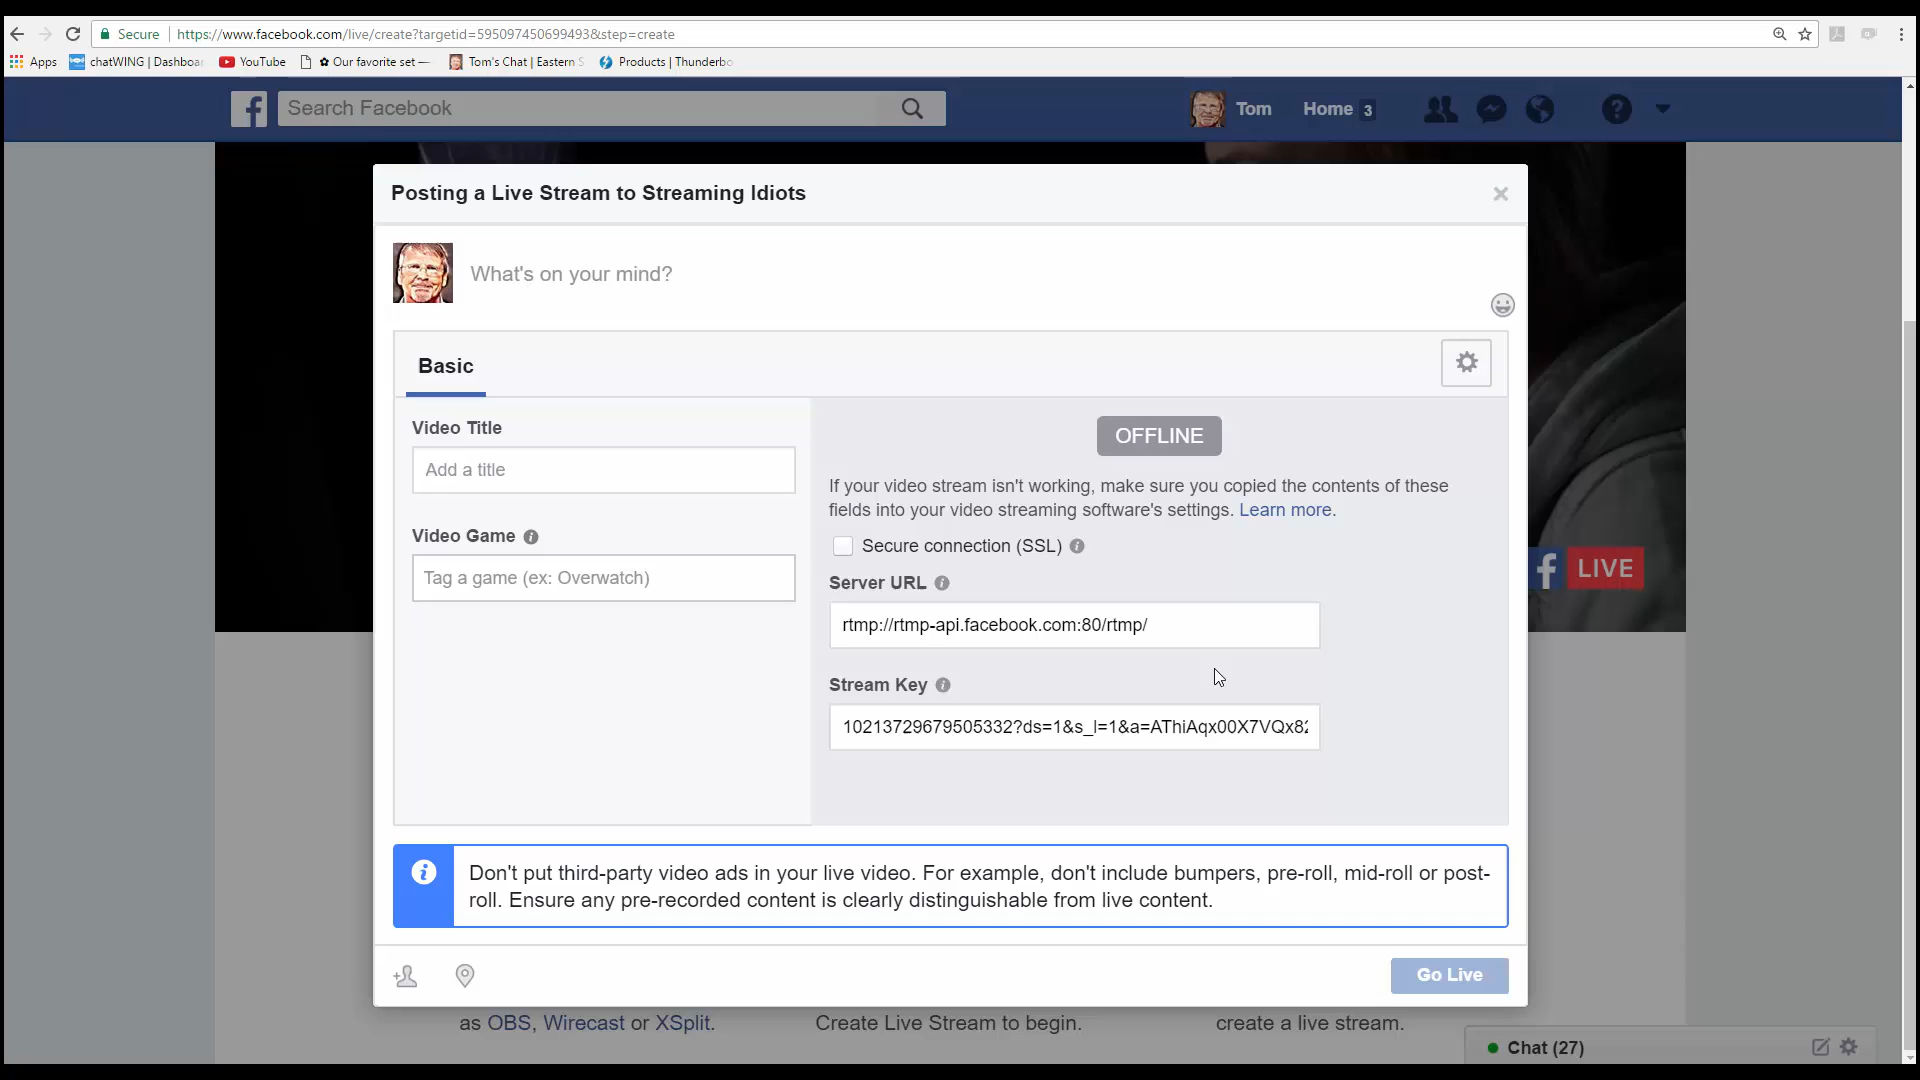 Secure https://www.facebook.com/live/create?targetid=595097450699493&step=create
Apps chatWING | Dashboar YouTube ✿ Our favorite set — Tom's Chat | Eastern S Products | Thunderbo
f Search Facebook Tom Home 3
Posting a Live Stream to Streaming Idiots
What's on your mind?
Basic
Video Title
Add a title
Video Game
Tag a game (ex: Overwatch)
OFFLINE
If your video stream isn't working, make sure you copied the contents of these
fields into your video streaming software's settings. Learn more.
Secure connection (SSL)
Server URL
rtmp://rtmp-api.facebook.com:80/rtmp/
Stream Key
10213729679505332?ds=1&s_l=1&a=AThiAqx00X7VQx82
f LIVE
Don't put third-party video ads in your live video. For example, don't include bumpers, pre-roll, mid-roll or post-
roll. Ensure any pre-recorded content is clearly distinguishable from live content.
Go Live
as OBS, Wirecast or XSplit.
Create Live Stream to begin.
create a live stream.
Chat (27)